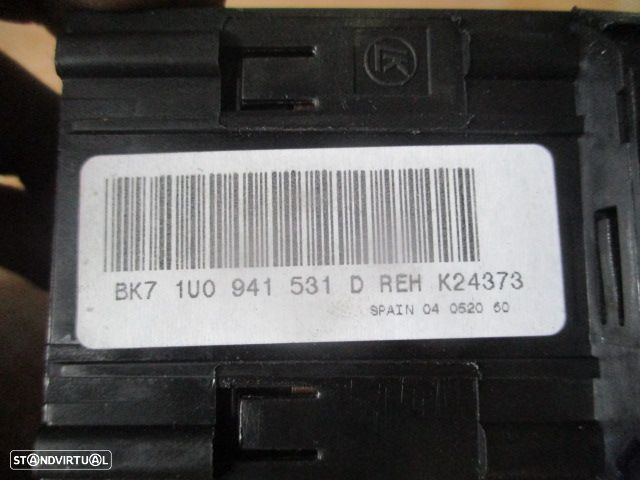 BK7 1U0 941 531 D REH K24373
SPAIN 04 0520 60
STANDVIRTUAL